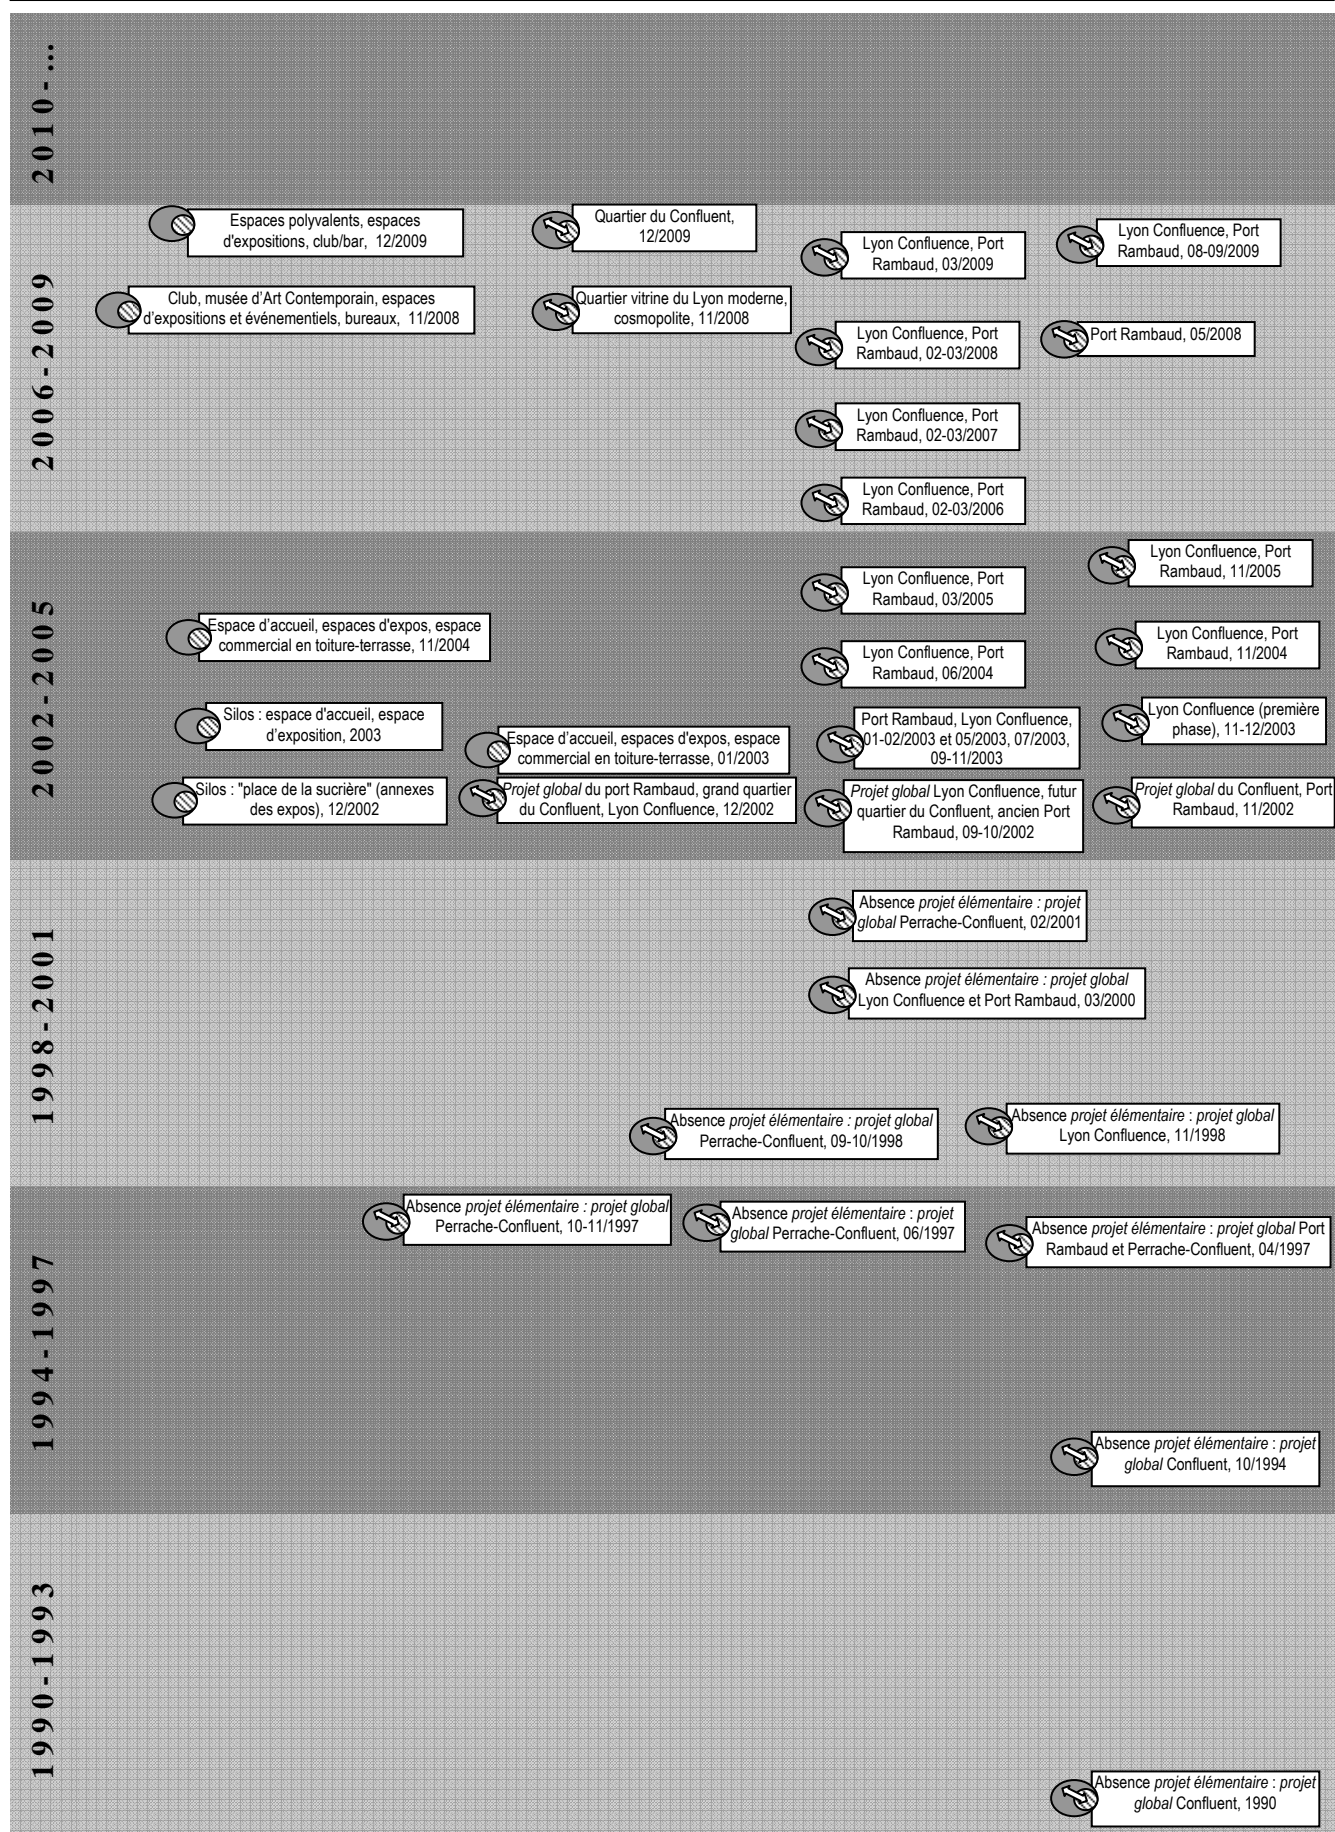 2010-...
Espaces polyvalents, espaces
d'expositions, club/bar, 12/2009
Quartier du Confluent,
12/2009
Lyon Confluence, Port
Rambaud, 03/2009
Lyon Confluence, Port
Rambaud, 08-09/2009
2006-2009
Club, musée d'Art Contemporain, espaces
d'expositions et événementiels, bureaux, 11/2008
Quartier vitrine du Lyon moderne,
cosmopolite, 11/2008
Lyon Confluence, Port
Rambaud, 02-03/2008
Port Rambaud, 05/2008
Lyon Confluence, Port
Rambaud, 02-03/2007
Lyon Confluence, Port
Rambaud, 02-03/2006
2002-2005
Lyon Confluence, Port
Rambaud, 11/2005
Lyon Confluence, Port
Rambaud, 03/2005
Espace d'accueil, espaces d'expos, espace
commercial en toiture-terrasse, 11/2004
Lyon Confluence, Port
Rambaud, 06/2004
Lyon Confluence, Port
Rambaud, 11/2004
Silos : espace d'accueil, espace
d'exposition, 2003
Espace d'accueil, espaces d'expos, espace
commercial en toiture-terrasse, 01/2003
Port Rambaud, Lyon Confluence,
01-02/2003 et 05/2003, 07/2003,
09-11/2003
Lyon Confluence (première
phase), 11-12/2003
Silos : "place de la sucrière" (annexes
des expos), 12/2002
Projet global du port Rambaud, grand quartier
du Confluent, Lyon Confluence, 12/2002
Projet global Lyon Confluence, futur
quartier du Confluent, ancien Port
Rambaud, 09-10/2002
Projet global du Confluent, Port
Rambaud, 11/2002
1998-2001
Absence projet élémentaire : projet
global Perrache-Confluent, 02/2001
Absence projet élémentaire : projet global
Lyon Confluence et Port Rambaud, 03/2000
Absence projet élémentaire : projet global
Perrache-Confluent, 09-10/1998
Absence projet élémentaire : projet global
Lyon Confluence, 11/1998
1994-1997
Absence projet élémentaire : projet global
Perrache-Confluent, 10-11/1997
Absence projet élémentaire : projet
global Perrache-Confluent, 06/1997
Absence projet élémentaire : projet global Port
Rambaud et Perrache-Confluent, 04/1997
Absence projet élémentaire : projet
global Confluent, 10/1994
1990-1993
Absence projet élémentaire : projet
global Confluent, 1990